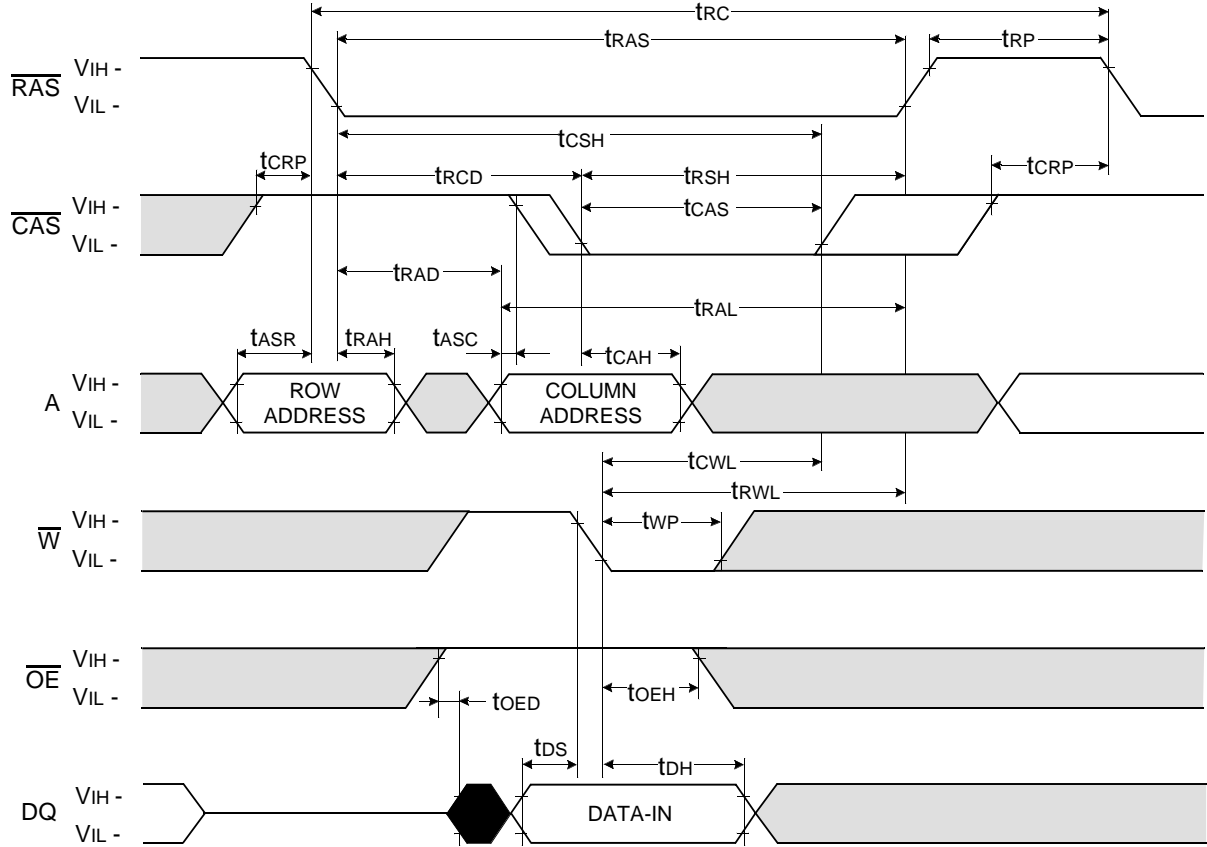 tRC
tRAS
tRP
RAS
VIH -
VIL -
tCSH
tCRP
tRCD
tRSH
tCRP
CAS
VIH -
VIL -
tCAS
tRAD
tRAL
tASR
tRAH
tASC
tCAH
A
VIH -
VIL -
ROW
ADDRESS
COLUMN
ADDRESS
tCWL
tRWL
W
VIH -
VIL -
tWP
OE
VIH -
VIL -
tOED
tOEH
tDS
tDH
DQ
VIH -
VIL -
DATA-IN